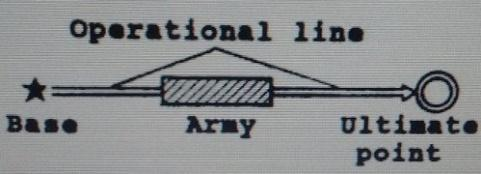 Operational line
Base
Army
Ultimate
point